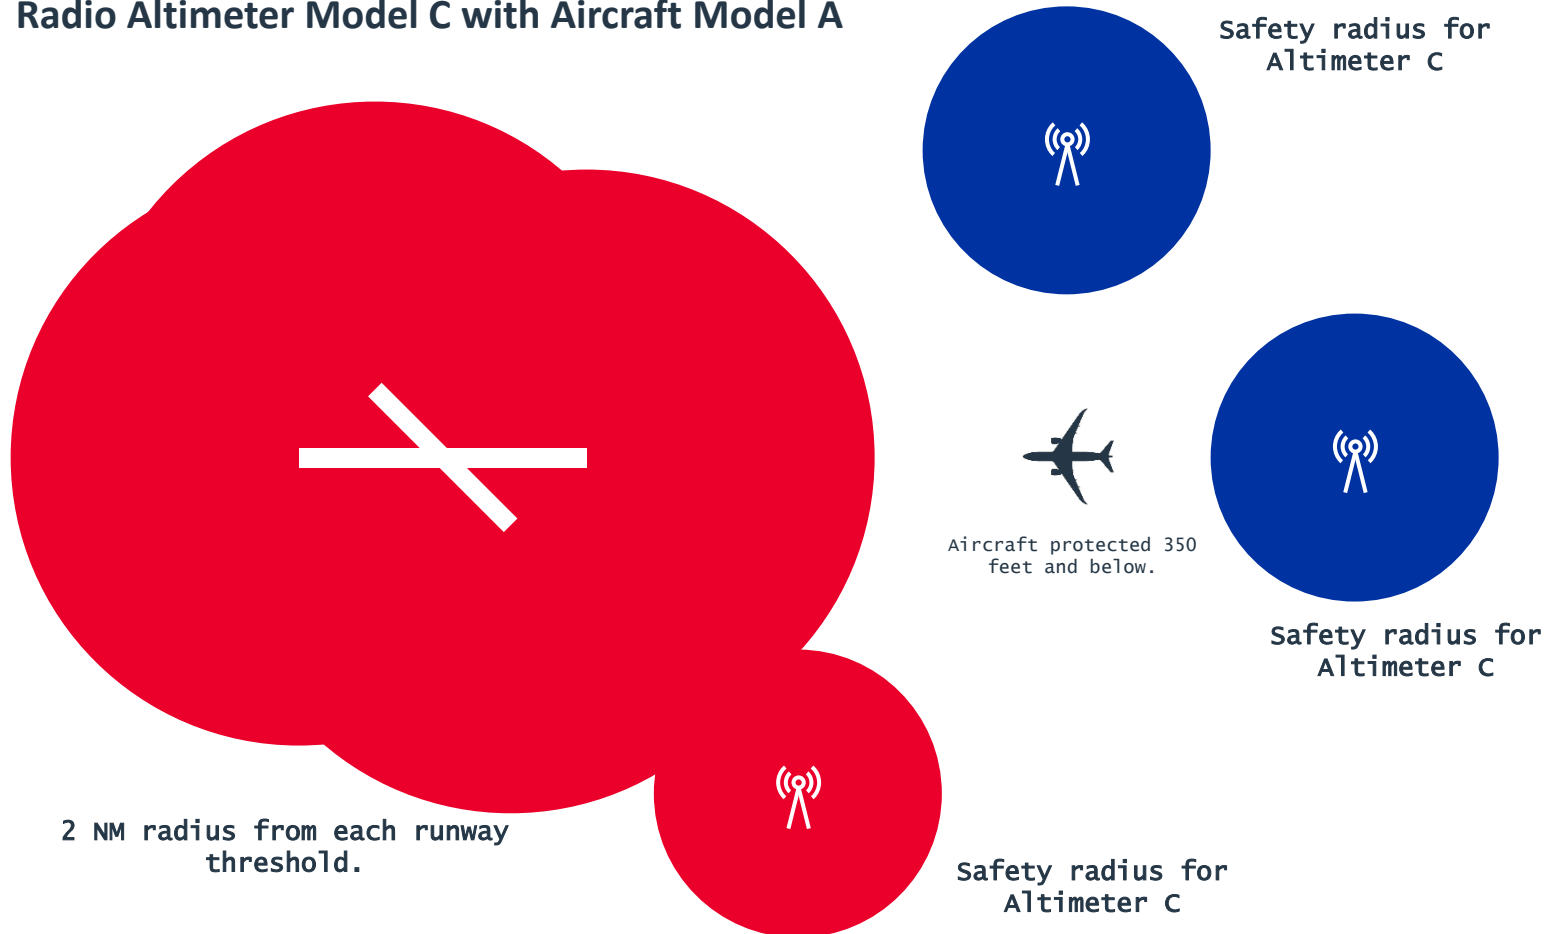 Radio Altimeter Model C with Aircraft Model A
Safety radius for
Altimeter C
Aircraft protected 350
feet and below.
Safety radius for
Altimeter C
2 NM radius from each runway
threshold.
Safety radius for
Altimeter C